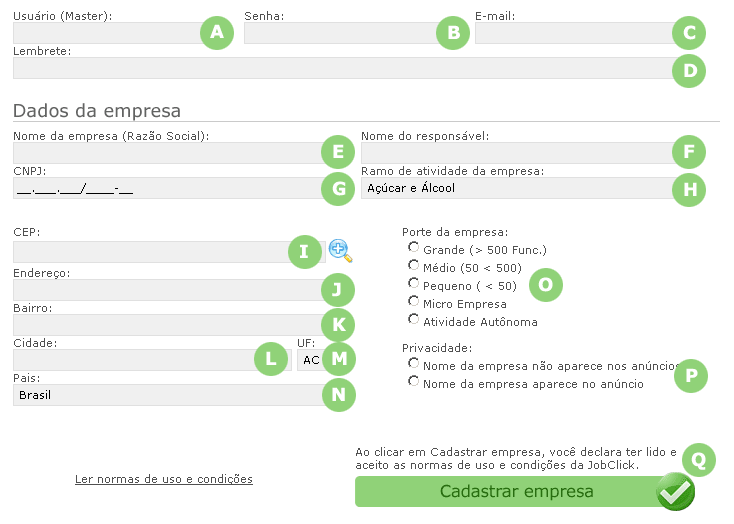 Usuário (Master): Senha: E-mail:
A B C
Lembrete:
D
Dados da empresa
Nome da empresa (Razão Social): Nome do responsável:
E F
CNPJ: Ramo de atividade da empresa:
__.___.___/____-__ G Açúcar e Álcool H
CEP:
I
Endereço:
J
Bairro:
K
Cidade: UF:
L AC M
Pais:
Brasil N
Porte da empresa:
Grande (> 500 Func.)
Médio (50 < 500)
Pequeno ( < 50) O
Micro Empresa
Atividade Autônoma
Privacidade:
Nome da empresa não aparece nos anúncios
Nome da empresa aparece no anúncio P
Ler normas de uso e condições
Ao clicar em Cadastrar empresa, você declara ter lido e
aceito as normas de uso e condições da JobClick. Q
Cadastrar empresa